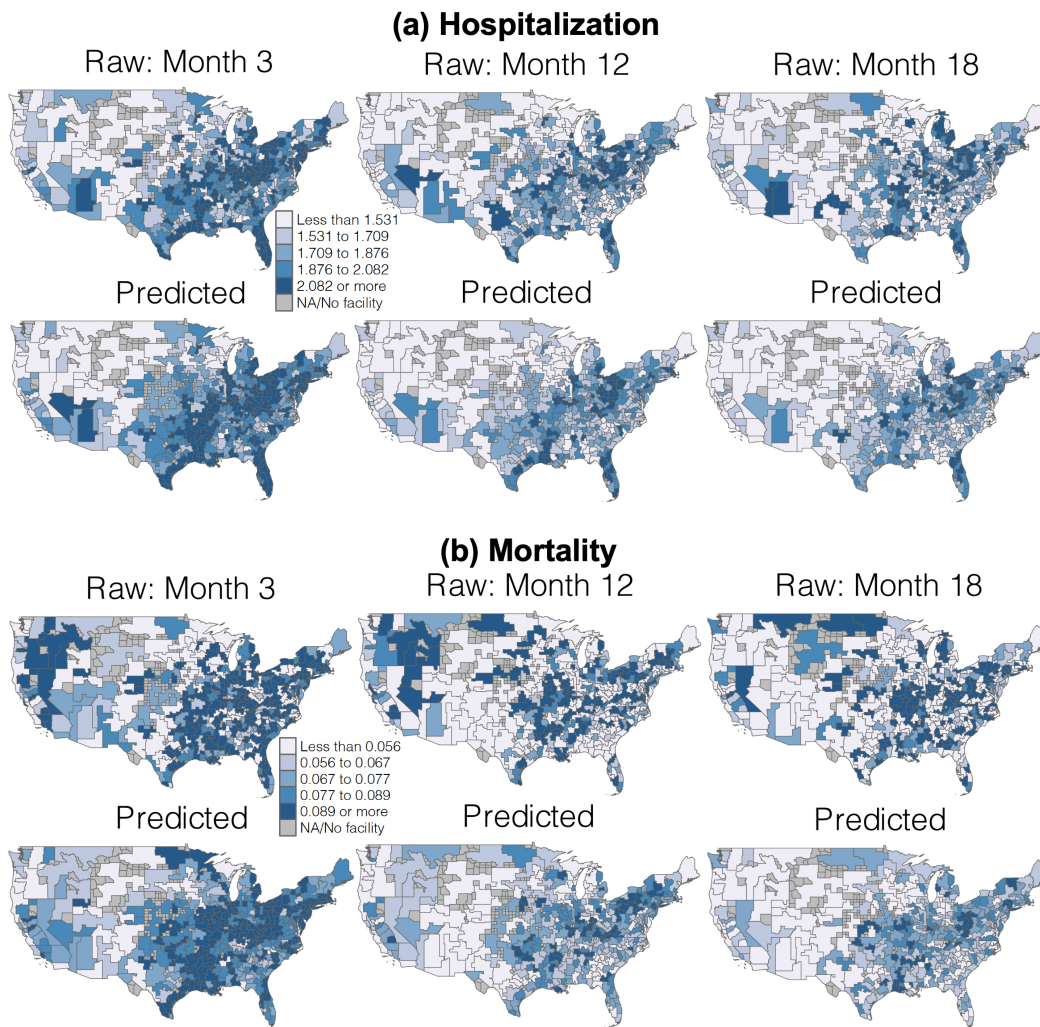 (a) Hospitalization
Raw: Month 3
Raw: Month 12
Raw: Month 18
Less than 1.531
1.531 to 1.709
1.709 to 1.876
1.876 to 2.082
2.082 or more
NA/No facility
Predicted
Predicted
Predicted
(b) Mortality
Raw: Month 3
Raw: Month 12
Raw: Month 18
Less than 0.056
0.056 to 0.067
0.067 to 0.077
0.077 to 0.089
0.089 or more
NA/No facility
Predicted
Predicted
Predicted